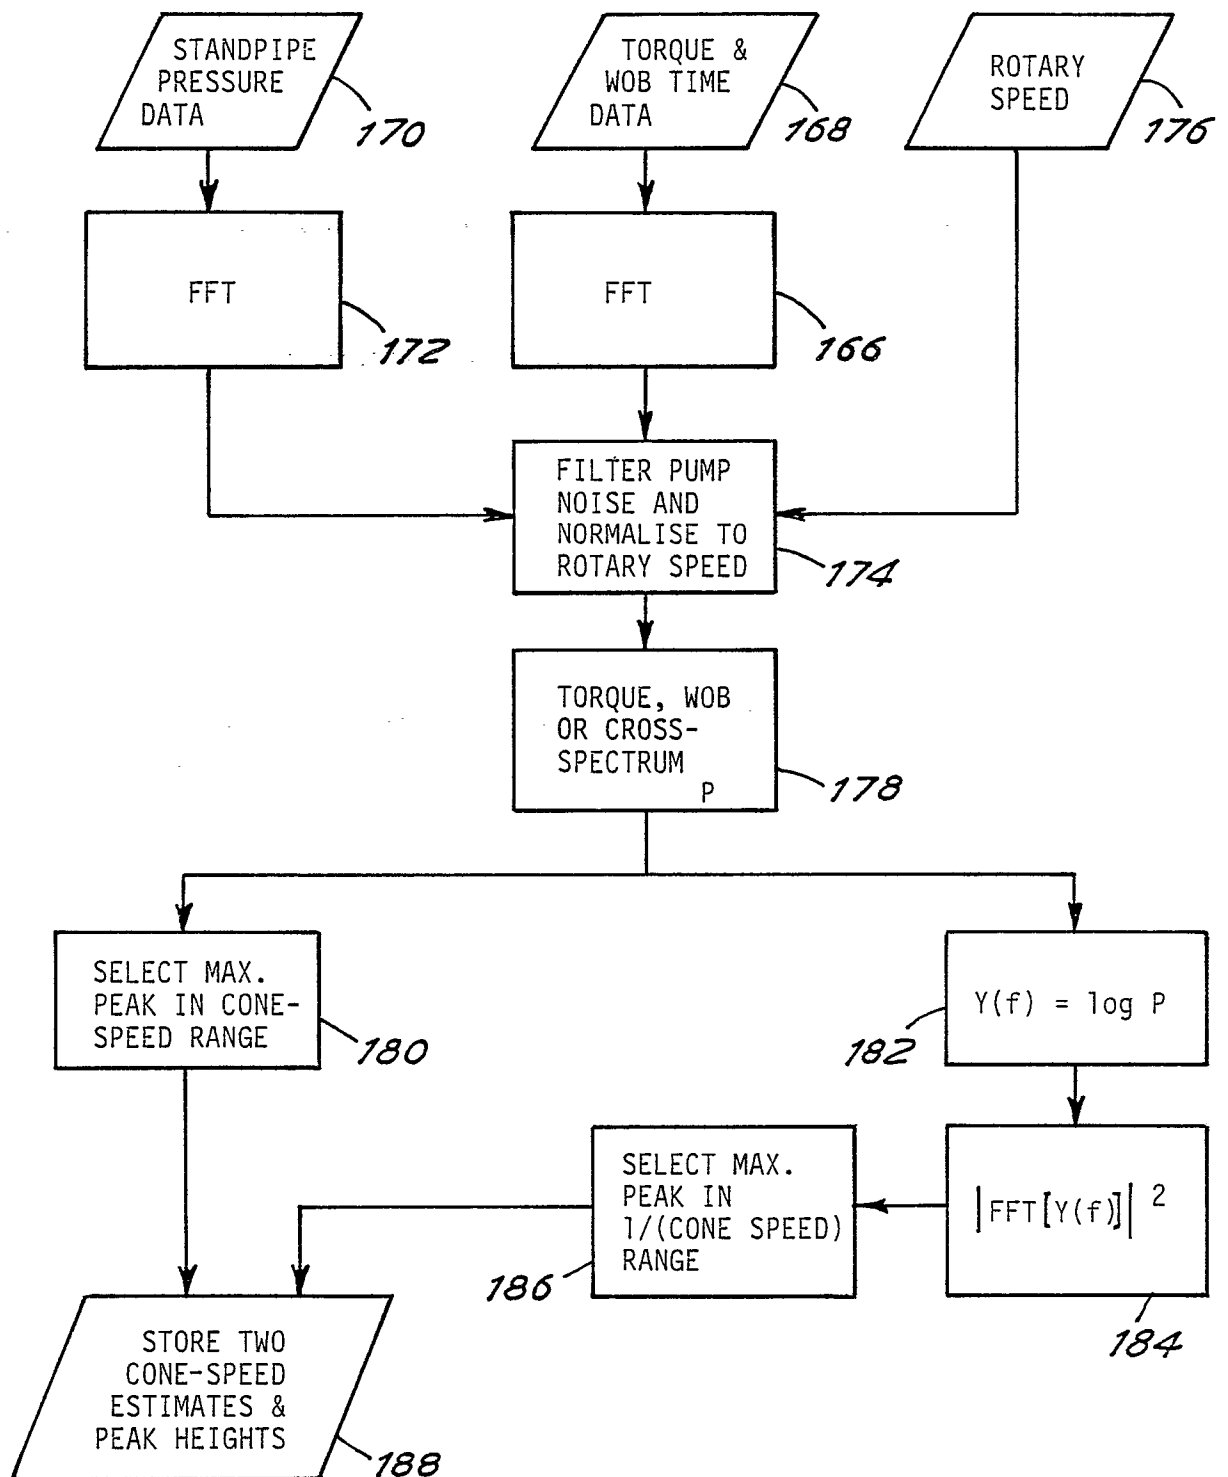 STANDPIPE
PRESSURE
DATA
170
TORQUE &
WOB TIME
DATA
168
ROTARY
SPEED
176
FFT
172
FFT
166
FILTER PUMP
NOISE AND
NORMALISE TO
ROTARY SPEED
174
TORQUE, WOB
OR CROSS-
SPECTRUM
P
178
SELECT MAX.
PEAK IN CONE-
SPEED RANGE
180
Y(f) = log P
182
SELECT MAX.
PEAK IN
1/(CONE SPEED)
RANGE
186
|FFT[Y(f)]| 2
184
STORE TWO
CONE-SPEED
ESTIMATES &
PEAK HEIGHTS
188